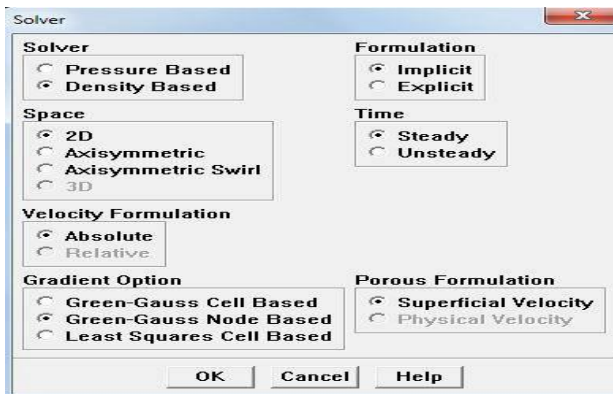 Solver
Solver
Pressure Based
Density Based
Formulation
Implicit
Explicit
Space
2D
Axisymmetric
Axisymmetric Swirl
3D
Time
Steady
Unsteady
Velocity Formulation
Absolute
Relative
Gradient Option
Green-Gauss Cell Based
Green-Gauss Node Based
Least Squares Cell Based
Porous Formulation
Superficial Velocity
Physical Velocity
OK Cancel Help